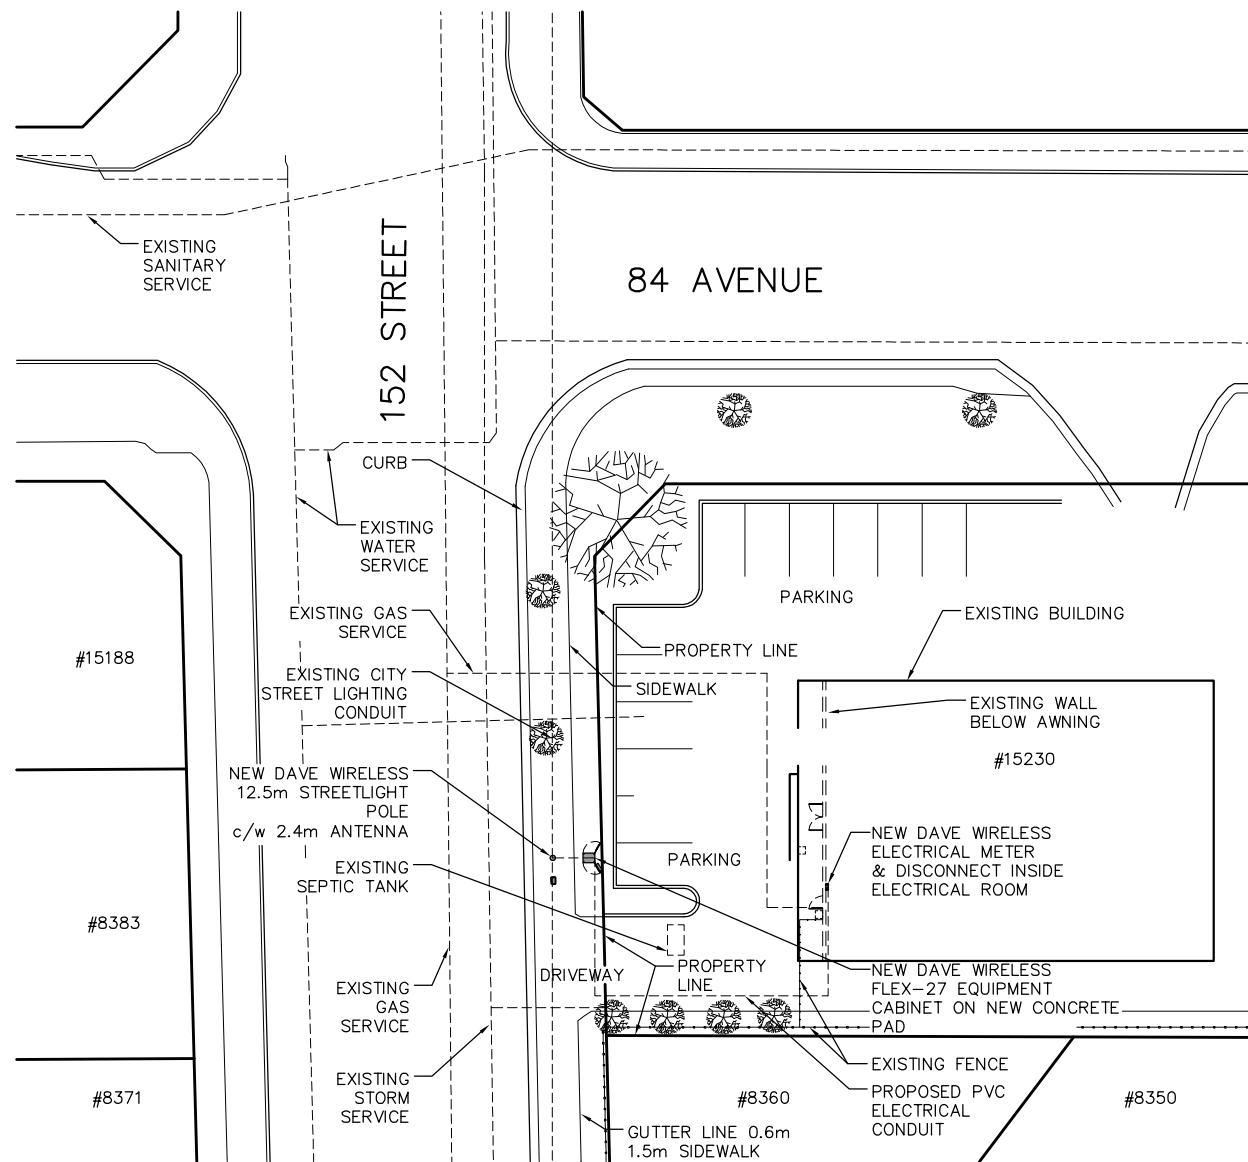 EXISTING
SANITARY
SERVICE
152 STREET
84 AVENUE
CURB
EXISTING
WATER
SERVICE
PARKING
EXISTING GAS
SERVICE
EXISTING BUILDING
#15188
PROPERTY LINE
EXISTING CITY
STREET LIGHTING
CONDUIT
SIDEWALK
EXISTING WALL
BELOW AWNING
#15230
NEW DAVE WIRELESS
12.5m STREETLIGHT
POLE
c/w 2.4m ANTENNA
NEW DAVE WIRELESS
ELECTRICAL METER
& DISCONNECT INSIDE
ELECTRICAL ROOM
PARKING
EXISTING
SEPTIC TANK
#8383
DRIVEWAY
PROPERTY
LINE
NEW DAVE WIRELESS
FLEX-27 EQUIPMENT
CABINET ON NEW CONCRETE
PAD
EXISTING
GAS
SERVICE
EXISTING FENCE
EXISTING
STORM
SERVICE
PROPOSED PVC
ELECTRICAL
CONDUIT
#8371
#8360
#8350
GUTTER LINE 0.6m
1.5m SIDEWALK